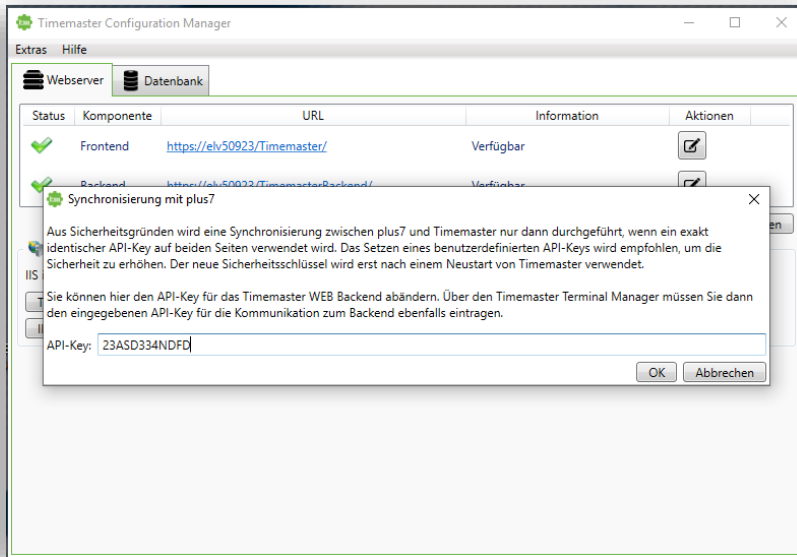 Timemaster Configuration Manager
Extras Hilfe
Webserver Datenbank
Status Komponente URL Information Aktionen
Frontend https://elv50923/Timemaster/ Verfügbar
Backend https://elv50923/TimemasterBackend/ Verfügbar
Synchronisierung mit plus7
en
Aus Sicherheitsgründen wird eine Synchronisierung zwischen plus7 und Timemaster nur dann durchgeführt, wenn ein exakt
identischer API-Key auf beiden Seiten verwendet wird. Das Setzen eines benutzerdefinierten API-Keys wird empfohlen, um die
Sicherheit zu erhöhen. Der neue Sicherheitsschlüssel wird erst nach einem Neustart von Timemaster verwendet.
IIS
Sie können hier den API-Key für das Timemaster WEB Backend abändern. Über den Timemaster Terminal Manager müssen Sie dann
den eingegebenen API-Key für die Kommunikation zum Backend ebenfalls eintragen.
API-Key: 23ASD334NDFD
OK Abbrechen